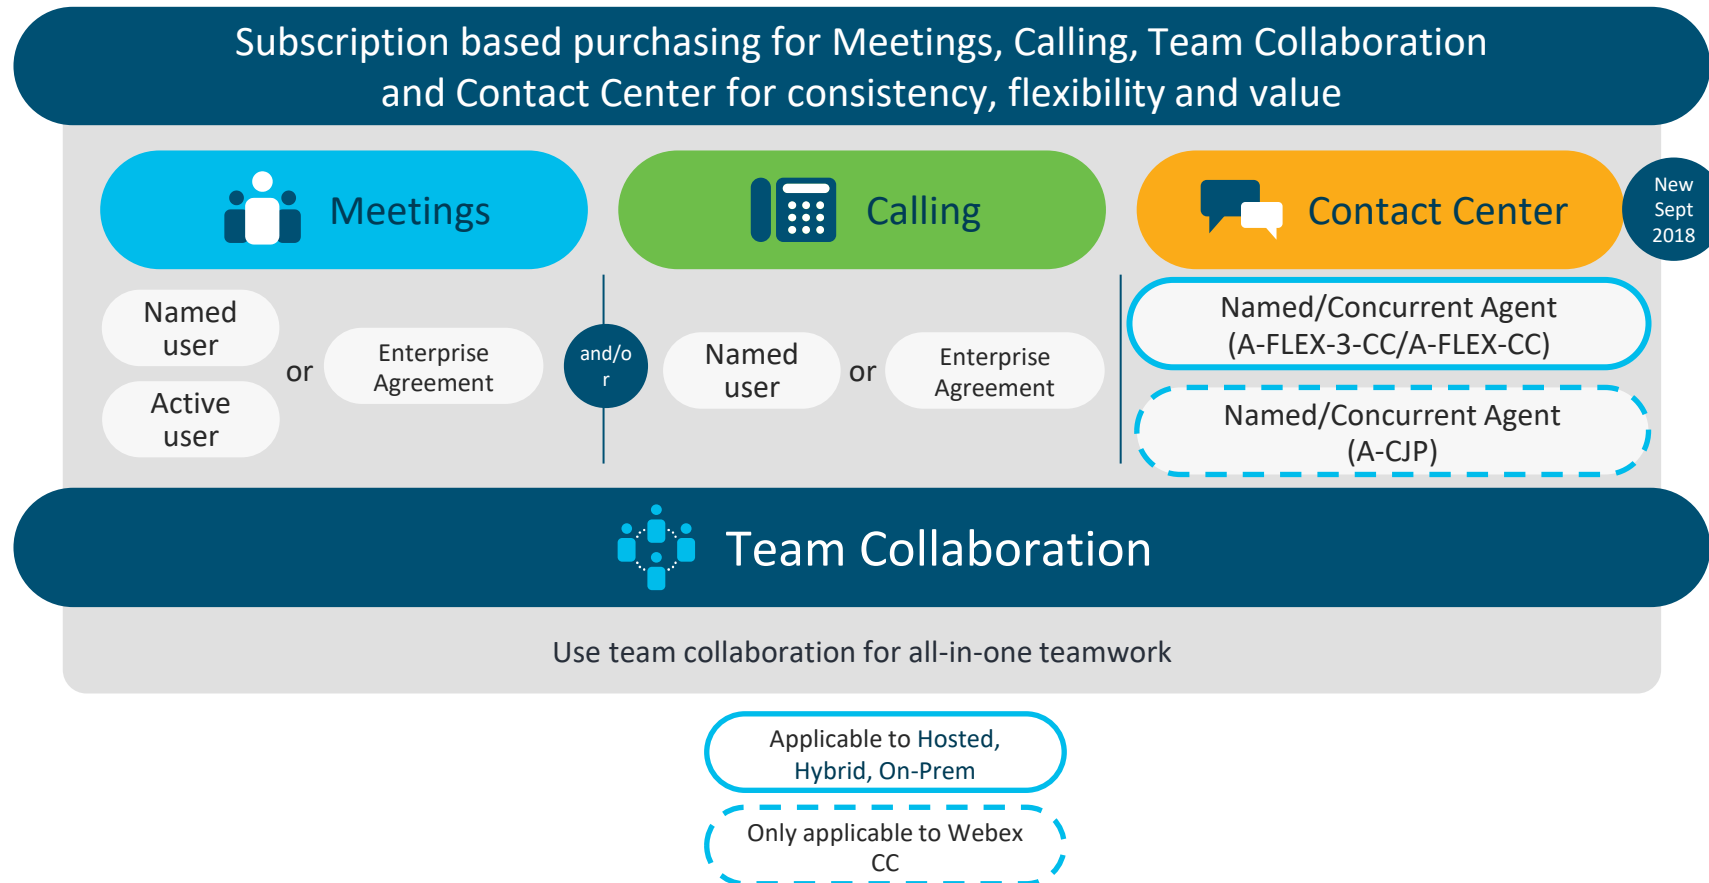 Subscription based purchasing for Meetings, Calling, Team Collaboration
and Contact Center for consistency, flexibility and value
Meetings
Calling
Contact Center
New
Sept
2018
Named
user
Active
user
or
Enterprise
Agreement
and/o
r
Named
user
or
Enterprise
Agreement
Named/Concurrent Agent
(A-FLEX-3-CC/A-FLEX-CC)
Named/Concurrent Agent
(A-CJP)
Team Collaboration
Use team collaboration for all-in-one teamwork
Applicable to Hosted,
Hybrid, On-Prem
Only applicable to Webex
CC